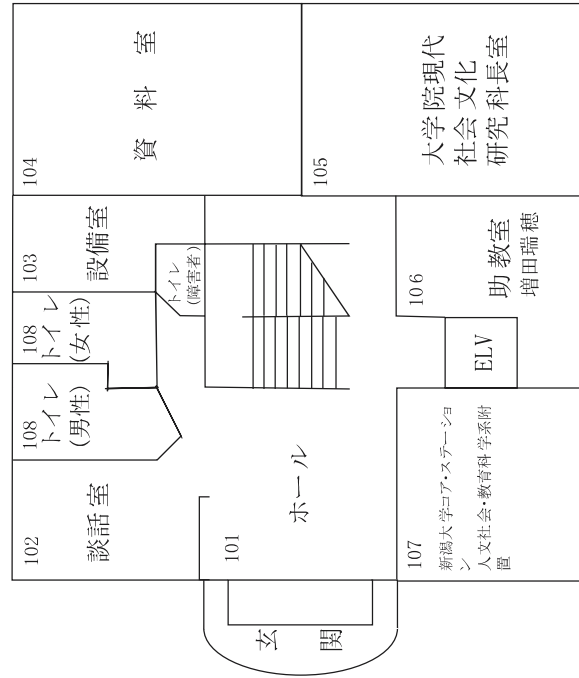 104
資 料 室
105
大学院現代
社会 文化
研究 科長室
103
設備室
トイレ
(障害者)
106
助 教室
増田瑞穂
108
トイレ
(女 性)
108
トイレ
(男 性)
ELV
102
談話 室
101
ホール
107
新潟大学コア・ステーショ
ン
人文社会・教育科学系附
置
玄
関